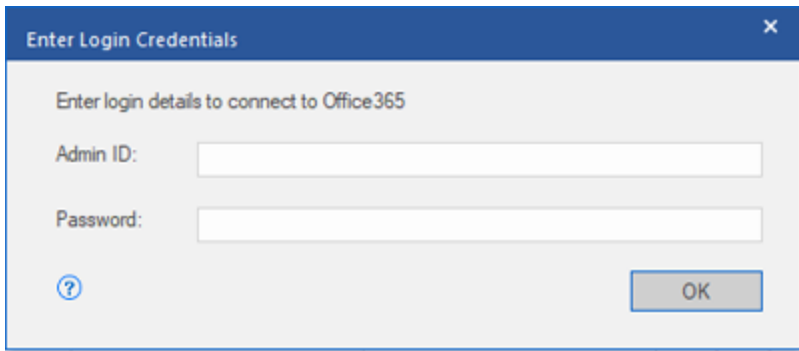 Enter Login Credentials
Enter login details to connect to Office365
Admin ID:
Password:
?
OK